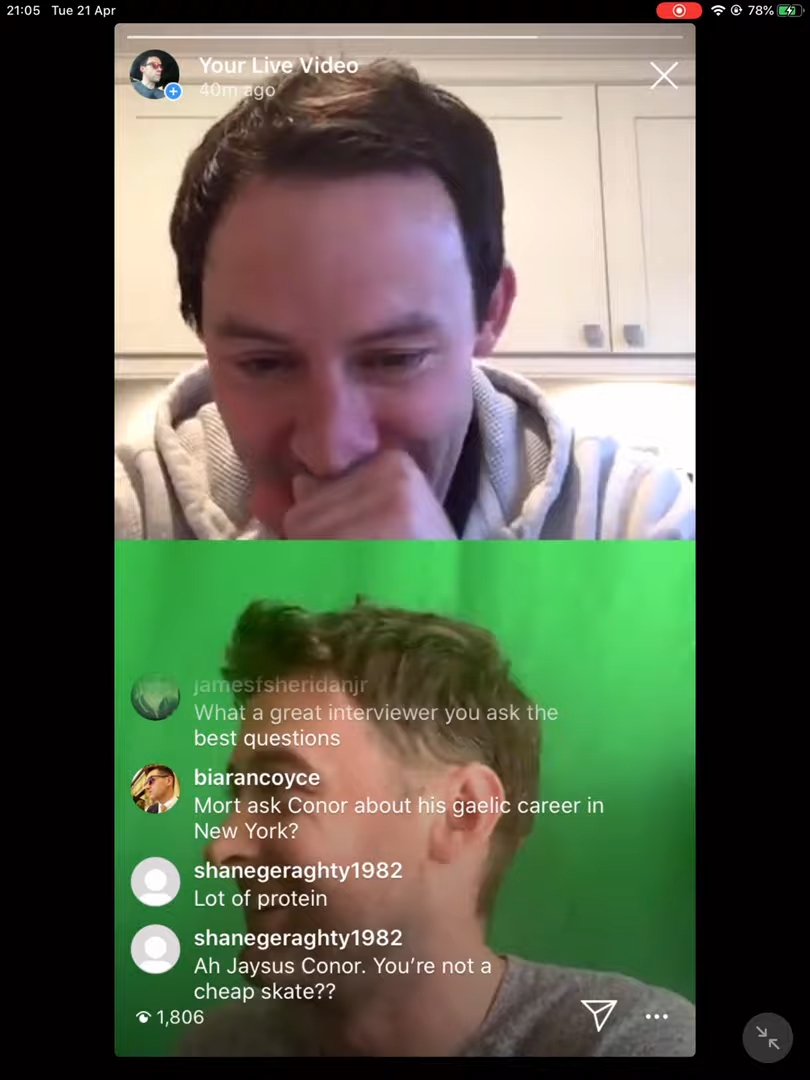 21:05 Tue 21 Apr
78%
Your Live Video
40m ago
jamesfsheridanjr
What a great interviewer you ask the
best questions
biarancoyce
Mort ask Conor about his gaelic career in
New York?
shanegeraghty1982
Lot of protein
shanegeraghty1982
Ah Jaysus Conor. You’re not a
cheap skate??
1,806